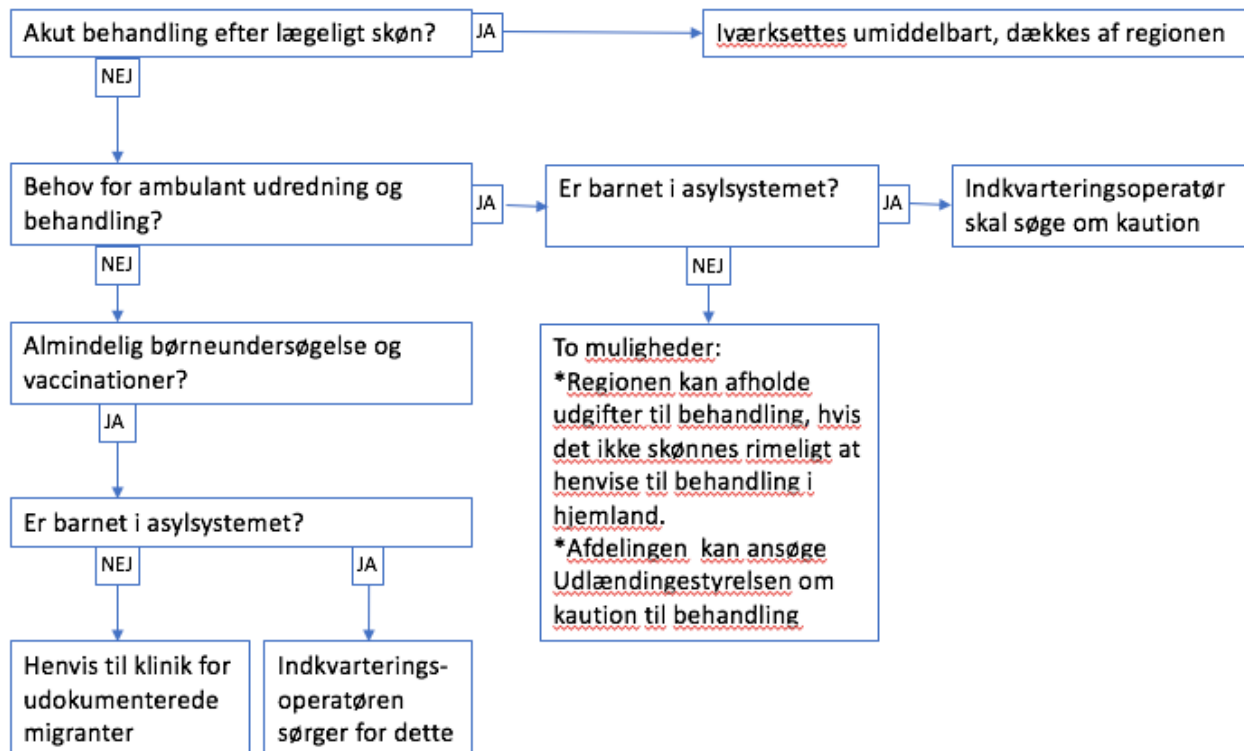 Akut behandling efter lægeligt skøn?
JA
Iværksettes umiddelbart, dækkes af regionen
NEJ
Behov for ambulant udredning og
behandling?
JA
Er barnet i asylsystemet?
JA
Indkvarteringsoperatør
skal søge om kaution
NEJ
NEJ
Almindelig børneundersøgelse og
vaccinationer?
JA
To muligheder:
*Regionen kan afholde
udgifter til behandling, hvis
det ikke skønnes rimeligt at
henvise til behandling i
hjemland.
*Afdelingen kan ansøge
Udlændingestyrelsen om
kaution til behandling
Er barnet i asylsystemet?
NEJ
JA
Henvis til klinik for
udokumenterede
migranter
Indkvarterings-
operatøren
sørger for dette